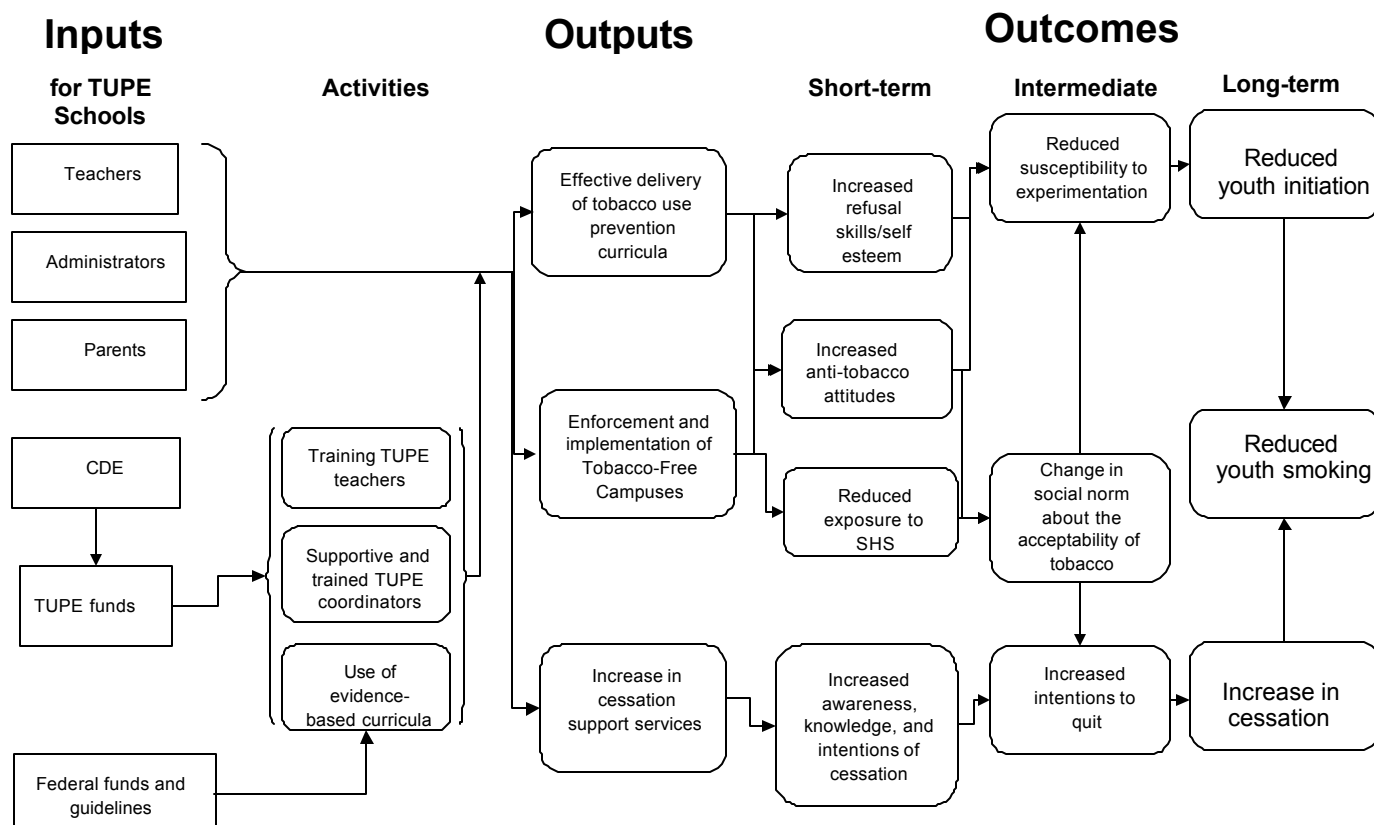 Inputs
Outputs
Outcomes
for TUPE
Schools
Activities
Short-term
Intermediate
Long-term
Teachers
Administrators
Parents
CDE
TUPE funds
Federal funds and
guidelines
Training TUPE
teachers
Supportive and
trained TUPE
coordinators
Use of
evidence-
based curricula
Effective delivery
of tobacco use
prevention
curricula
Enforcement and
implementation of
Tobacco-Free
Campuses
Increase in
cessation
support services
Increased
refusal
skills/self
esteem
Increased
anti-tobacco
attitudes
Reduced
exposure to
SHS
Increased
awareness,
knowledge, and
intentions of
cessation
Reduced
susceptibility to
experimentation
Change in
social norm
about the
acceptability of
tobacco
Increased
intentions to
quit
Reduced
youth initiation
Reduced
youth smoking
Increase in
cessation